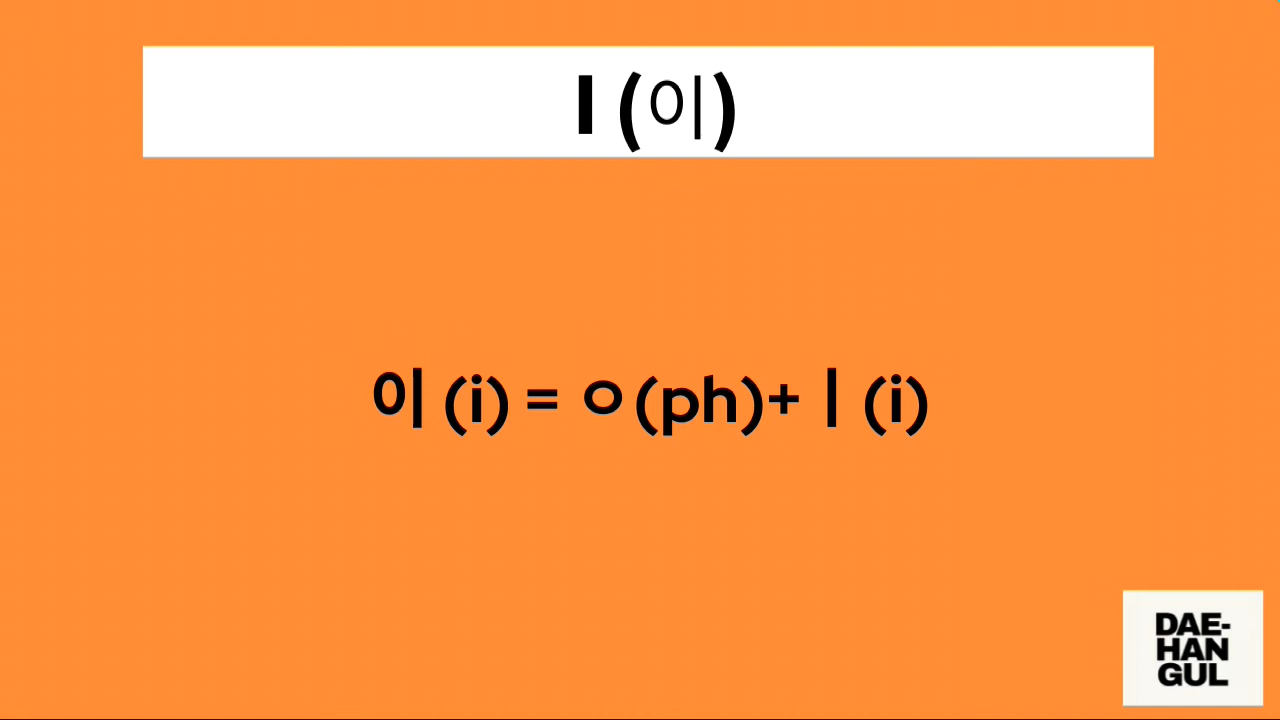 I (이)
이 (i) = ㅇ(ph)+ ㅣ (i)
DAE-
HAN
GUL